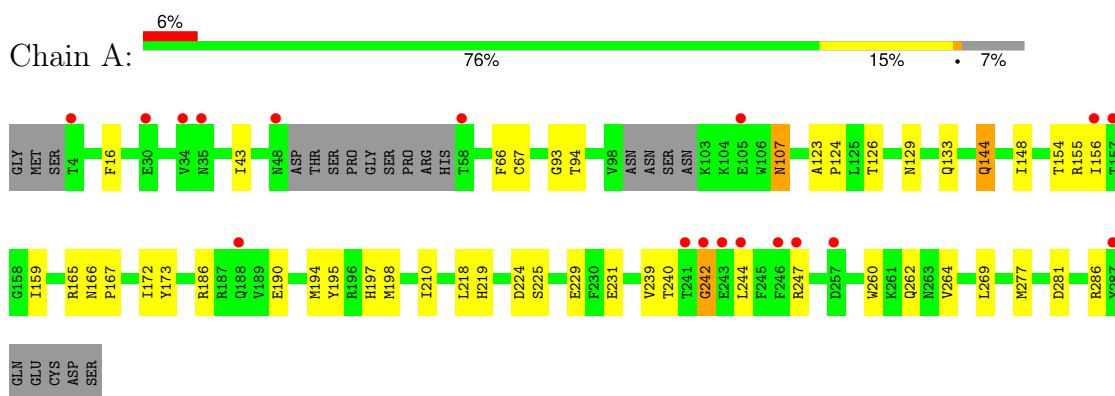 6%
Chain A:
76% 15% • 7%
GLY MET SER T4 F16 E30 V34 N35 I43 N48 ASP THR SER PRO GLY SER PRO ARG HIS T58 F66 C67 G93 T94 V98 ASN ASN SER ASN K103 K104 E105 W106 N107 A123 P124 L125 T126 N129 Q133 Q144 I148 T154 R155 I156 T157
G158 I159 R165 N166 P167 I172 Y173 R186 R187 Q188 V189 E190 M194 Y195 R196 H197 M198 I210 L218 H219 D224 S225 E229 F230 E231 V239 T240 T241 G242 E243 L244 F245 F246 R247 D257 W260 K261 Q262 N263 V264 L269 M277 D281 R286
GLN GLU CYS ASP SER